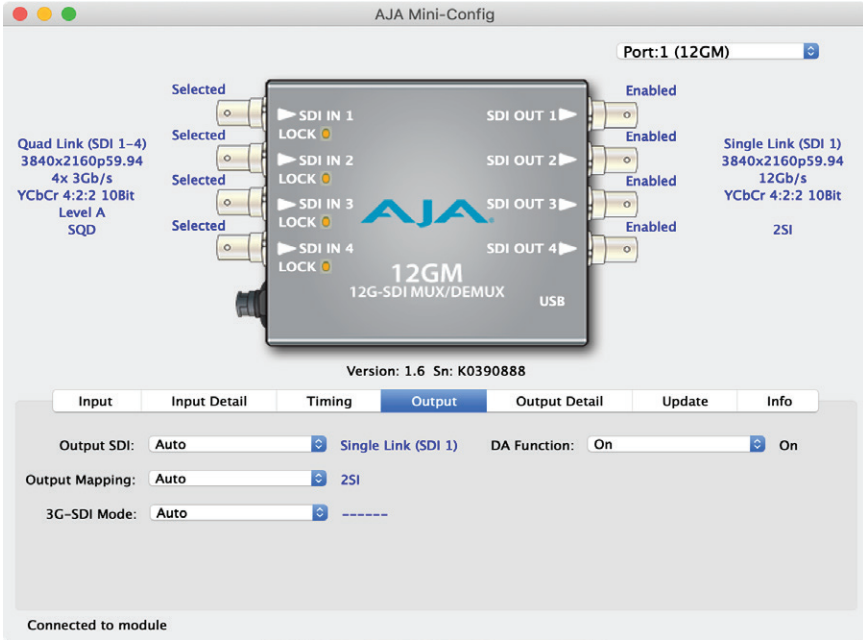 AJA Mini-Config
Port:1 (12GM)
Selected
Selected
Selected
Selected
Quad Link (SDI 1-4)
3840x2160p59.94
4x 3Gb/s
YCbCr 4:2:2 10Bit
Level A
SQD
SDI IN 1
LOCK
SDI IN 2
LOCK
SDI IN 3
LOCK
SDI IN 4
LOCK
AJA
12GM
12G-SDI MUX/DEMUX
SDI OUT 1
SDI OUT 2
SDI OUT 3
SDI OUT 4
USB
Enabled
Enabled
Enabled
Enabled
Single Link (SDI 1)
3840x2160p59.94
12Gb/s
YCbCr 4:2:2 10Bit
2SI
Version: 1.6 Sn: K0390888
Input Input Detail Timing Output Output Detail Update Info
Output SDI: Auto Single Link (SDI 1) DA Function: On On
Output Mapping: Auto 2SI
3G-SDI Mode: Auto ------
Connected to module